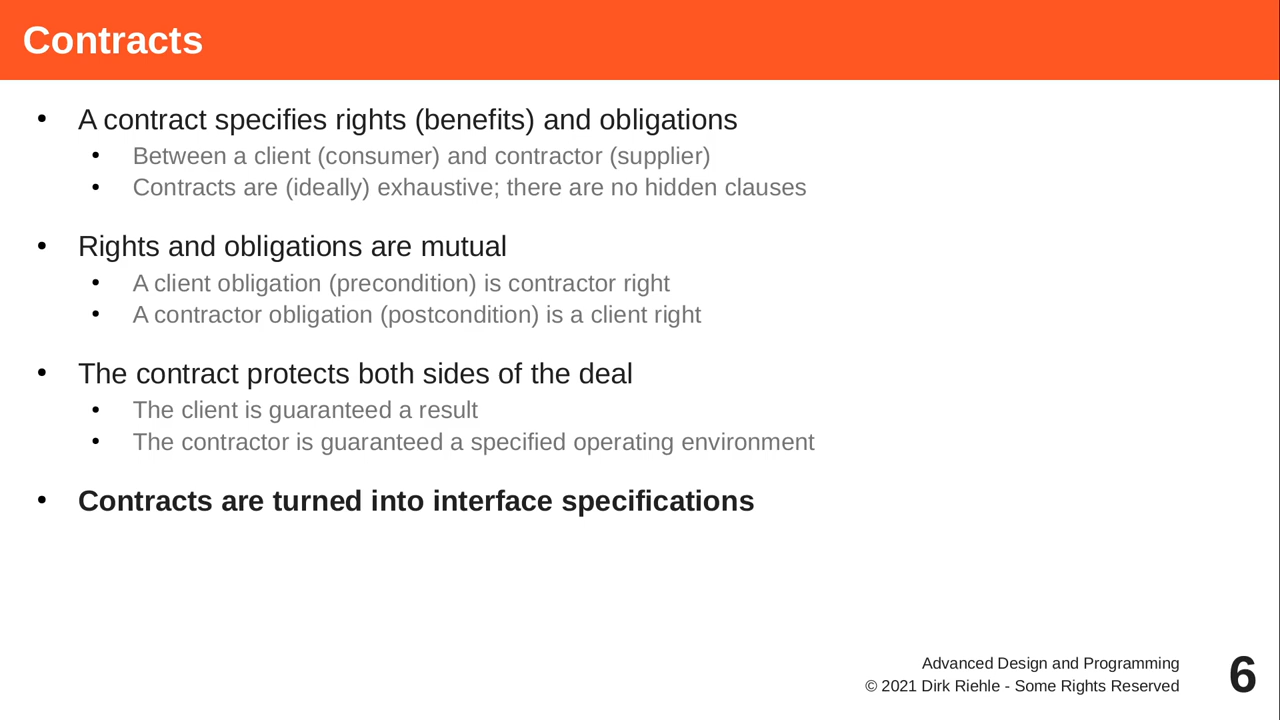 Contracts
• A contract specifies rights (benefits) and obligations
• Between a client (consumer) and contractor (supplier)
• Contracts are (ideally) exhaustive; there are no hidden clauses
• Rights and obligations are mutual
• A client obligation (precondition) is contractor right
• A contractor obligation (postcondition) is a client right
• The contract protects both sides of the deal
• The client is guaranteed a result
• The contractor is guaranteed a specified operating environment
• Contracts are turned into interface specifications
Advanced Design and Programming
© 2021 Dirk Riehle - Some Rights Reserved
6